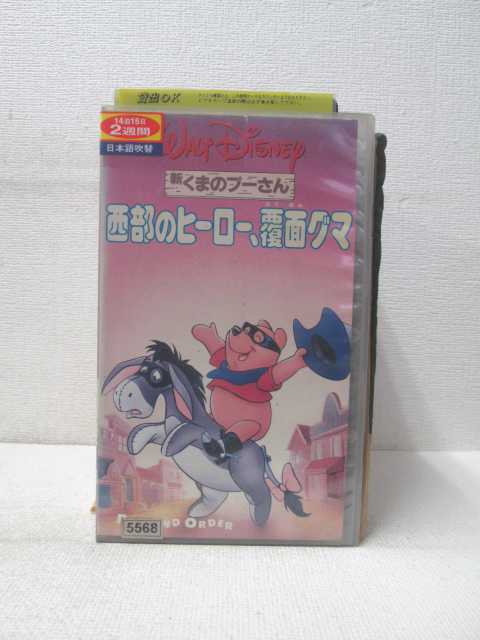 貸出OK
14泊15日
2週間
日本語吹替
WALT DISNEY
新くまのプーさん
西部のヒーロー、覆面グマ
ND ORDER
5568